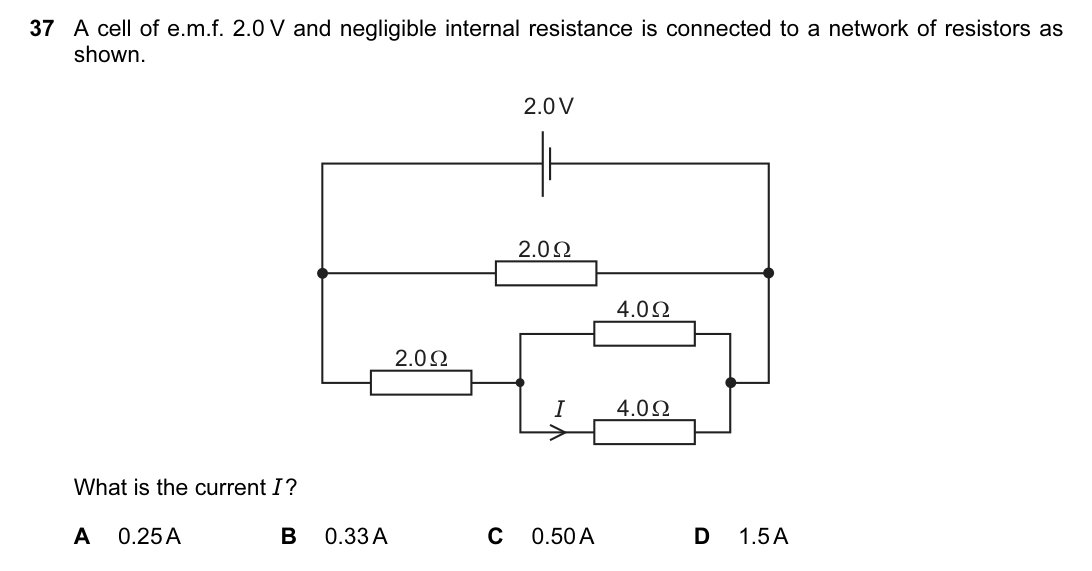 37 A cell of e.m.f. 2.0 V and negligible internal resistance is connected to a network of resistors as
shown.
2.0 V
2.0 Ω
4.0 Ω
2.0 Ω
I
4.0 Ω
What is the current I?
A 0.25 A B 0.33 A C 0.50 A D 1.5 A